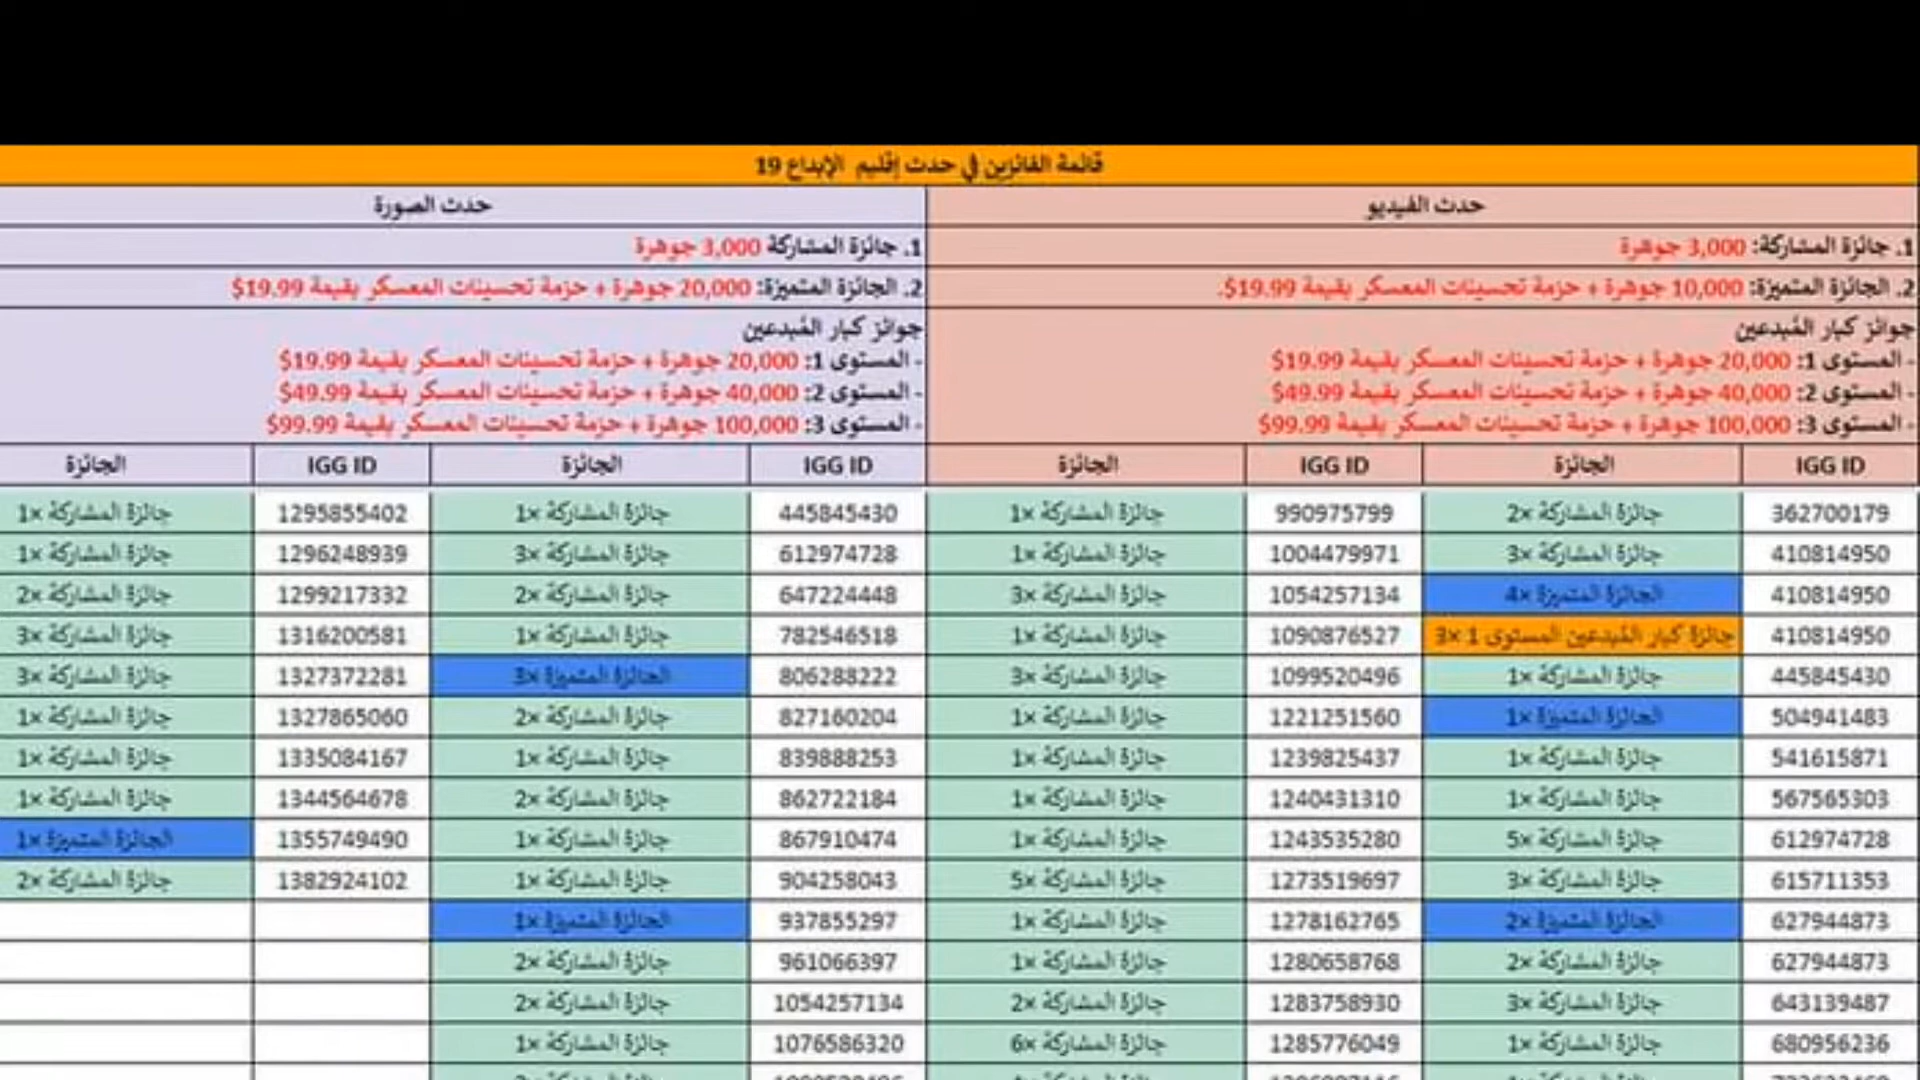 قائمة الفائزين في حدث إقليم الإبداع 19
حدث الفيديو
حدث الصورة
1. جائزة المشاركة: 3,000 جوهرة
1. جائزة المشاركة 3,000 جوهرة
2. الجائزة المتميزة: 10,000 جوهرة + حزمة تحسينات المعسكر بقيمة 19.99$.
2. الجائزة المتميزة: 20,000 جوهرة + حزمة تحسينات المعسكر بقيمة 19.99$
جوائز كبار المُبدعين
- المستوى 1: 20,000 جوهرة + حزمة تحسينات المعسكر بقيمة 19.99$
- المستوى 2: 40,000 جوهرة + حزمة تحسينات المعسكر بقيمة 49.99$
- المستوى 3: 100,000 جوهرة + حزمة تحسينات المعسكر بقيمة 99.99$
جوائز كبار المُبدعين
- المستوى 1: 20,000 جوهرة + حزمة تحسينات المعسكر بقيمة 19.99$
- المستوى 2: 40,000 جوهرة + حزمة تحسينات المعسكر بقيمة 49.99$
- المستوى 3: 100,000 جوهرة + حزمة تحسينات المعسكر بقيمة 99.99$
IGG ID الجائزة IGG ID الجائزة IGG ID الجائزة IGG ID الجائزة
362700179 جائزة المشاركة ×2 990975799 جائزة المشاركة ×1 445845430 جائزة المشاركة ×1 1295855402 جائزة المشاركة ×1
410814950 جائزة المشاركة ×3 1004479971 جائزة المشاركة ×1 612974728 جائزة المشاركة ×3 1296248939 جائزة المشاركة ×1
410814950 الجائزة المتميزة ×4 1054257134 جائزة المشاركة ×3 647224448 جائزة المشاركة ×2 1299217332 جائزة المشاركة ×2
410814950 جائزة كبار المُبدعين المستوى 1 ×3 1090876527 جائزة المشاركة ×1 782546518 جائزة المشاركة ×1 1316200581 جائزة المشاركة ×3
445845430 جائزة المشاركة ×1 1099520496 جائزة المشاركة ×3 806288222 الجائزة المتميزة ×3 1327372281 جائزة المشاركة ×3
504941483 الجائزة المتميزة ×1 1221251560 جائزة المشاركة ×1 827160204 جائزة المشاركة ×2 1327865060 جائزة المشاركة ×1
541615871 جائزة المشاركة ×1 1239825437 جائزة المشاركة ×1 839888253 جائزة المشاركة ×1 1335084167 جائزة المشاركة ×1
567565303 جائزة المشاركة ×1 1240431310 جائزة المشاركة ×1 862722184 جائزة المشاركة ×2 1344564678 جائزة المشاركة ×1
612974728 جائزة المشاركة ×5 1243535280 جائزة المشاركة ×1 867910474 جائزة المشاركة ×1 1355749490 الجائزة المتميزة ×1
615711353 جائزة المشاركة ×3 1273519697 جائزة المشاركة ×5 904258043 جائزة المشاركة ×1 1382924102 جائزة المشاركة ×2
627944873 الجائزة المتميزة ×2 1278162765 جائزة المشاركة ×1 937855297 الجائزة المتميزة ×1
627944873 جائزة المشاركة ×2 1280658768 جائزة المشاركة ×1 961066397 جائزة المشاركة ×2
643139487 جائزة المشاركة ×3 1283758930 جائزة المشاركة ×2 1054257134 جائزة المشاركة ×2
680956236 جائزة المشاركة ×1 1285776049 جائزة المشاركة ×6 1076586320 جائزة المشاركة ×1